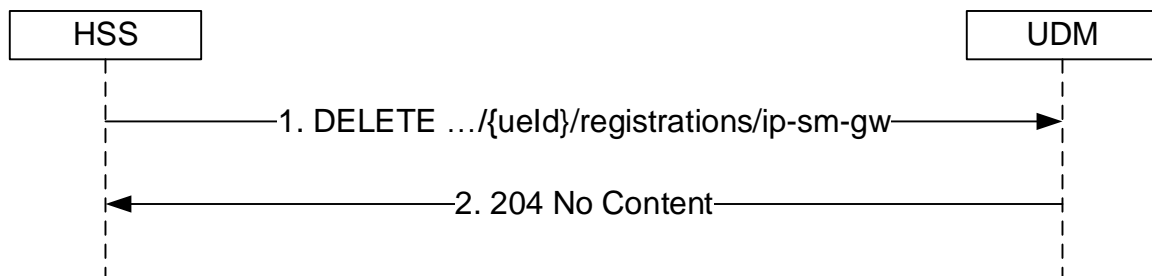 HSS
UDM
1. DELETE …/{ueId}/registrations/ip-sm-gw
2. 204 No Content